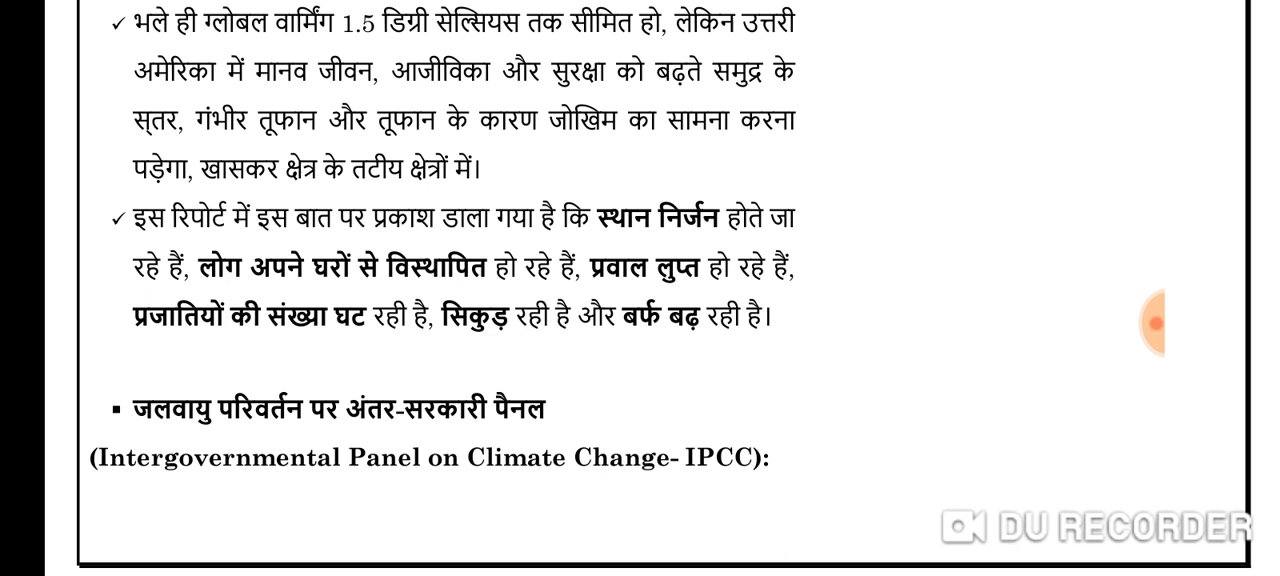 ✓ भले ही ग्लोबल वार्मिंग 1.5 डिग्री सेल्सियस तक सीमित हो, लेकिन उत्तरी
अमेरिका में मानव जीवन, आजीविका और सुरक्षा को बढ़ते समुद्र के
स्तर, गंभीर तूफान और तूफान के कारण जोखिम का सामना करना
पड़ेगा, खासकर क्षेत्र के तटीय क्षेत्रों में।
✓ इस रिपोर्ट में इस बात पर प्रकाश डाला गया है कि स्थान निर्जन होते जा
रहे हैं, लोग अपने घरों से विस्थापित हो रहे हैं, प्रवाल लुप्त हो रहे हैं,
प्रजातियों की संख्या घट रही है, सिकुड़ रही है और बर्फ बढ़ रही है।
▪ जलवायु परिवर्तन पर अंतर-सरकारी पैनल
(Intergovernmental Panel on Climate Change- IPCC):
DU RECORDER